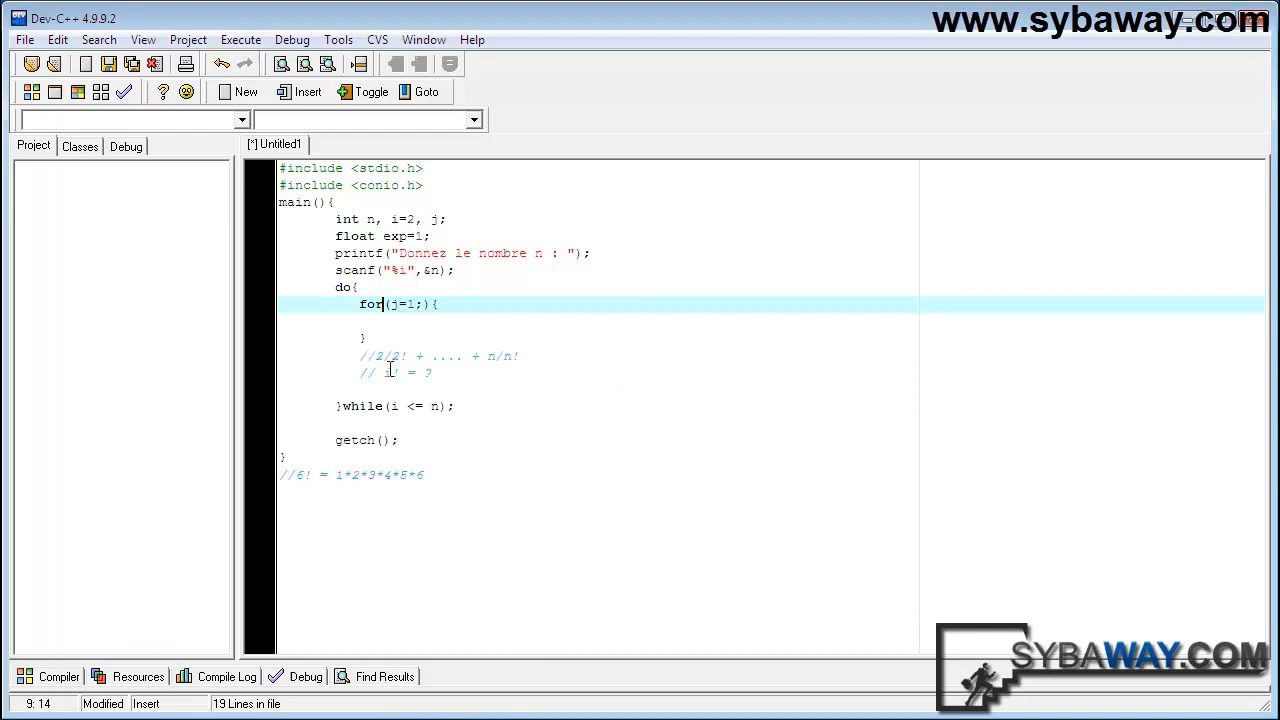 Dev-C++ 4.9.9.2
www.sybaway.com
File Edit Search View Project Execute Debug Tools CVS Window Help
New Insert Toggle Goto
Project Classes Debug
[*] Untitled1
#include <stdio.h>
#include <conio.h>
main(){
int n, i=2, j;
float exp=1;
printf("Donnez le nombre n : ");
scanf("%i",&n);
do{
for(j=1;){
}
//2/2! + .... + n/n!
// i! = ?
}while(i <= n);
getch();
}
//6! = 1*2*3*4*5*6
SYBAWAY.COM
Compiler Resources Compile Log Debug Find Results
9: 14 Modified Insert 19 Lines in file